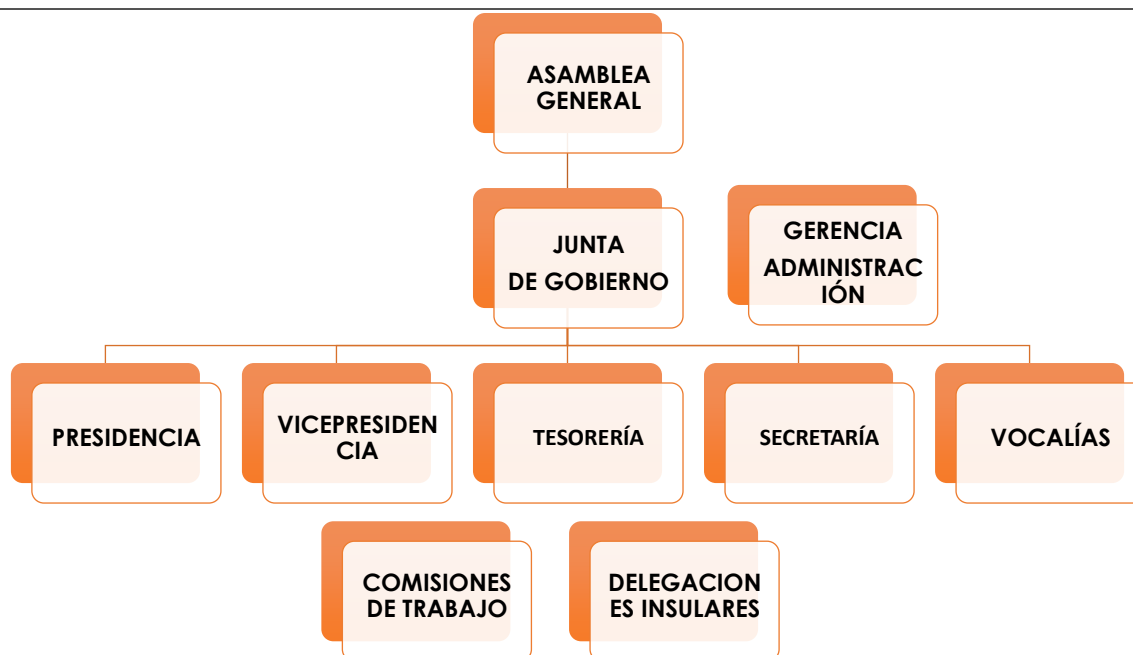 ASAMBLEA
GENERAL
JUNTA
DE GOBIERNO
GERENCIA
ADMINISTRAC
IÓN
PRESIDENCIA
VICEPRESIDEN
CIA
TESORERÍA
SECRETARÍA
VOCALÍAS
COMISIONES
DE TRABAJO
DELEGACION
ES INSULARES